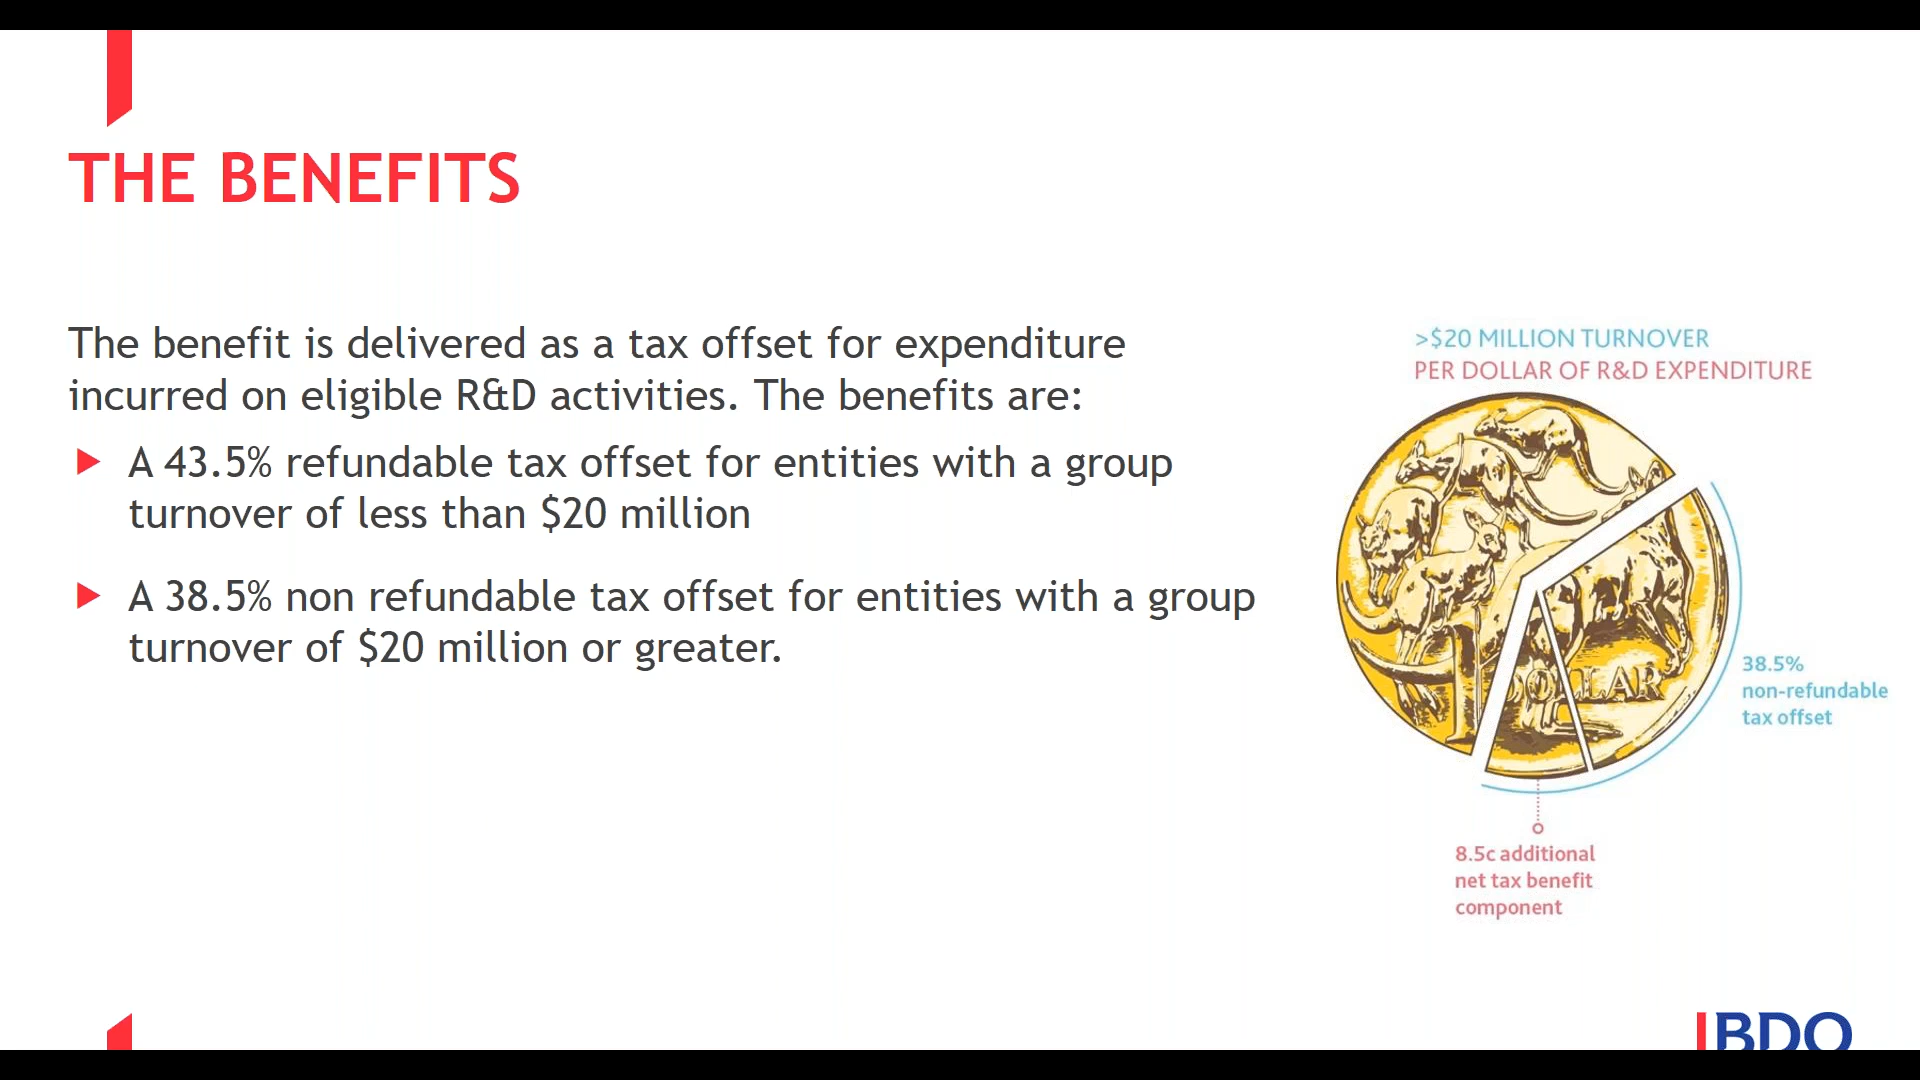 THE BENEFITS
The benefit is delivered as a tax offset for expenditure
incurred on eligible R&D activities. The benefits are:
A 43.5% refundable tax offset for entities with a group
turnover of less than $20 million
A 38.5% non refundable tax offset for entities with a group
turnover of $20 million or greater.
>$20 MILLION TURNOVER
PER DOLLAR OF R&D EXPENDITURE
1 DOLLAR
38.5%
non-refundable
tax offset
8.5c additional
net tax benefit
component
BDO